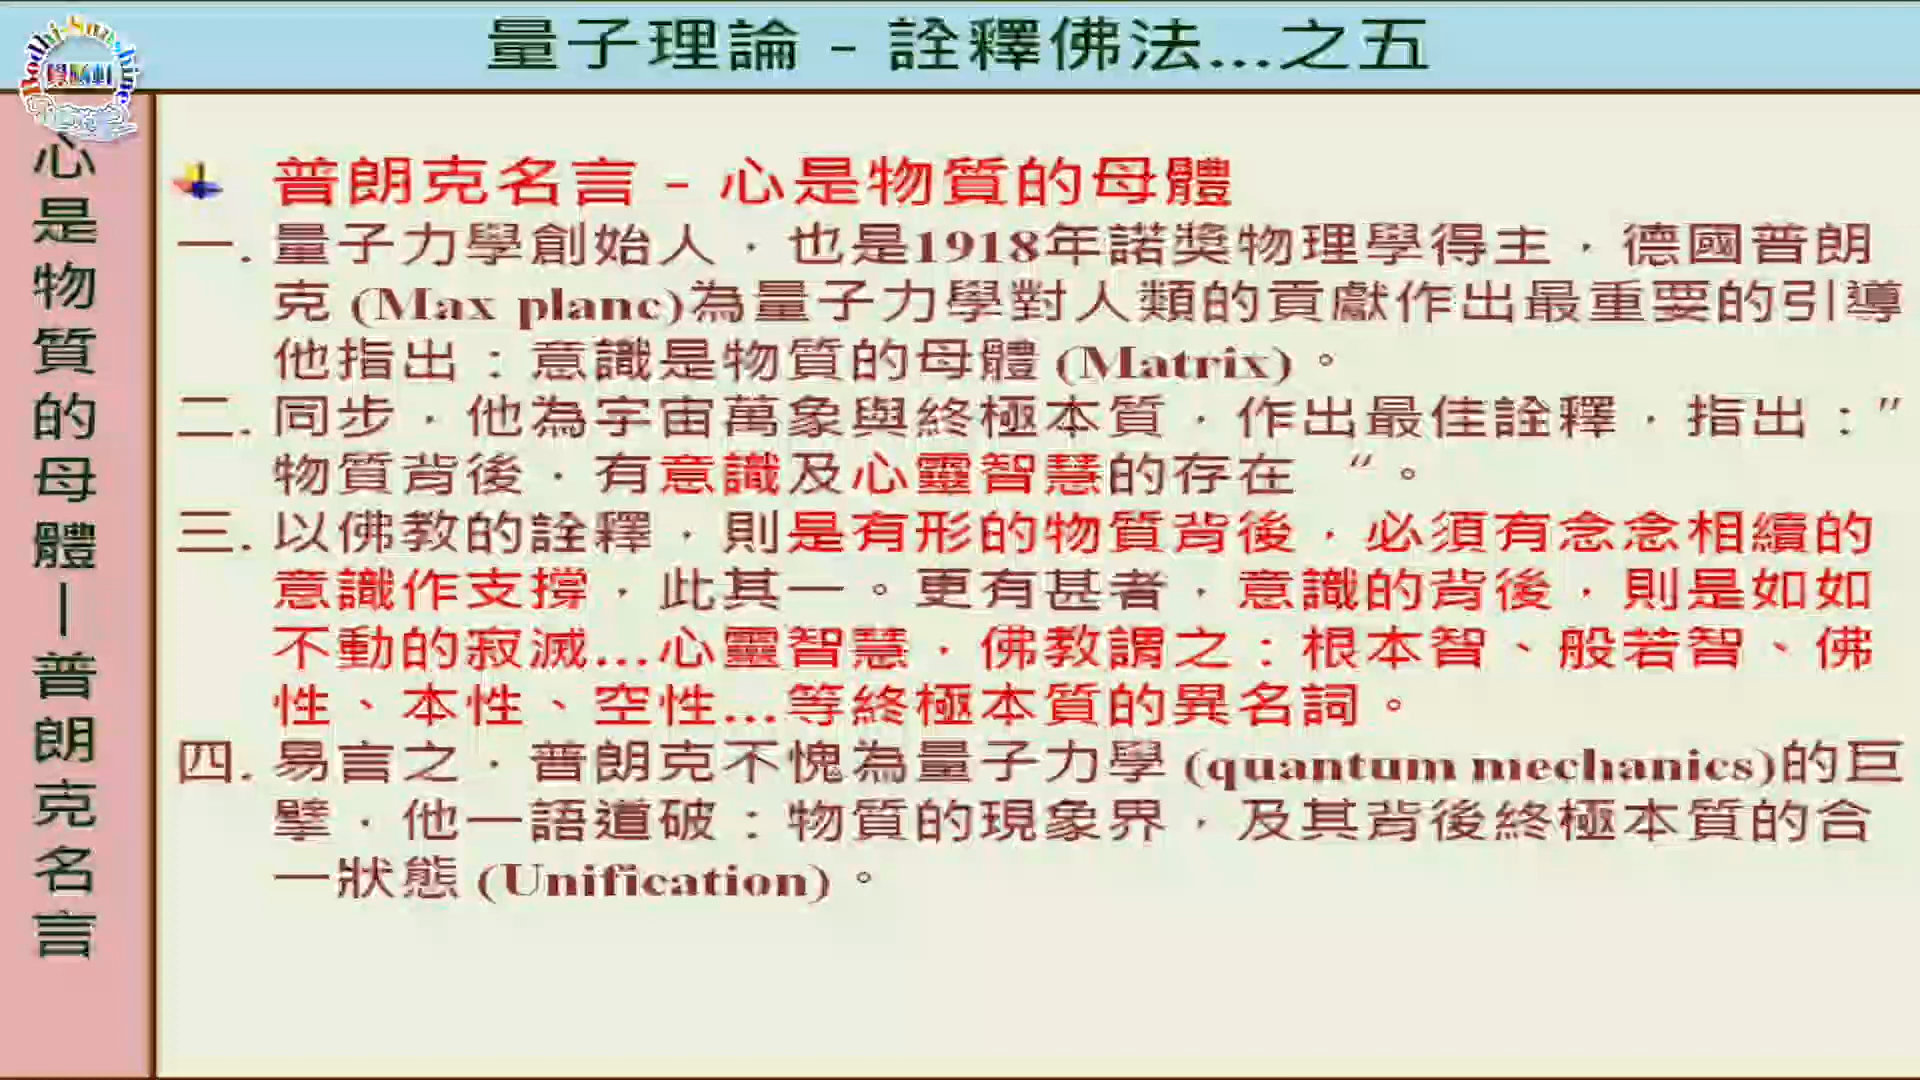 量子理論 - 詮釋佛法...之五
Bodhi-Sunshine
心是物質的母體—普朗克名言
普朗克名言 - 心是物質的母體
一. 量子力學創始人，也是1918年諾獎物理學得主，德國普朗
克 (Max planc)為量子力學對人類的貢獻作出最重要的引導
他指出：意識是物質的母體 (Matrix)。
二. 同步，他為宇宙萬象與終極本質，作出最佳詮釋，指出："
物質背後，有意識及心靈智慧的存在 “。
三. 以佛教的詮釋，則是有形的物質背後，必須有念念相續的
意識作支撐，此其一。更有甚者，意識的背後，則是如如
不動的寂滅...心靈智慧，佛教謂之：根本智、般若智、佛
性、本性、空性...等終極本質的異名詞。
四. 易言之，普朗克不愧為量子力學 (quantum mechanics)的巨
擘，他一語道破：物質的現象界，及其背後終極本質的合
一狀態 (Unification)。